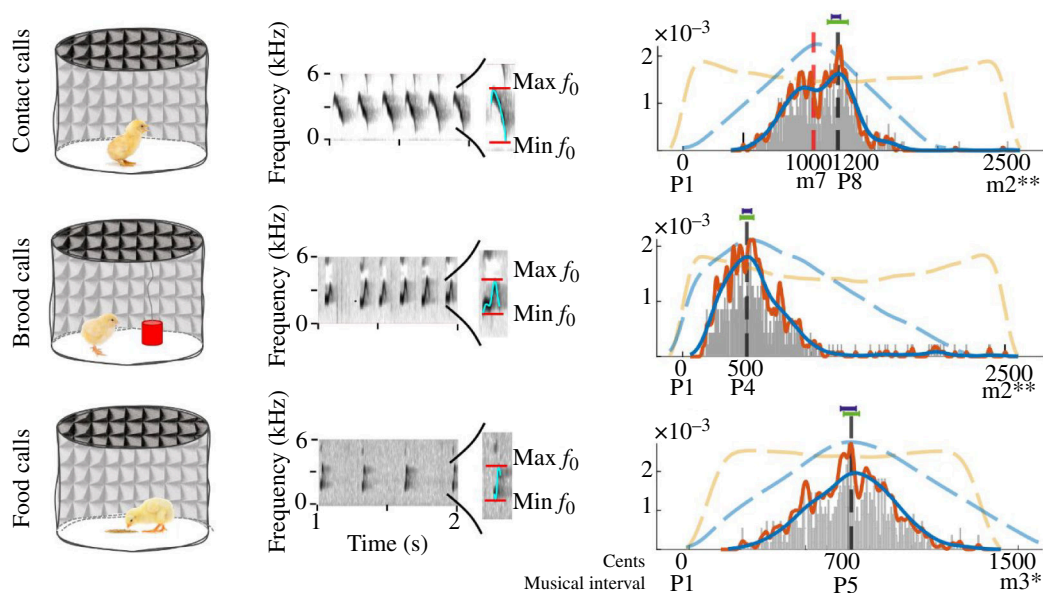 Contact calls
Frequency (kHz)
6
0
Max f0
Min f0
×10−3
2
1
0
1000
1200
2500
P1
m7
P8
m2**
Brood calls
Frequency (kHz)
6
0
Max f0
Min f0
×10−3
2
1
0
500
2500
P1
P4
m2**
Food calls
Frequency (kHz)
6
0
1
2
Time (s)
Max f0
Min f0
×10−3
2
1
Cents
0
700
1500
Musical interval
P1
P5
m3*